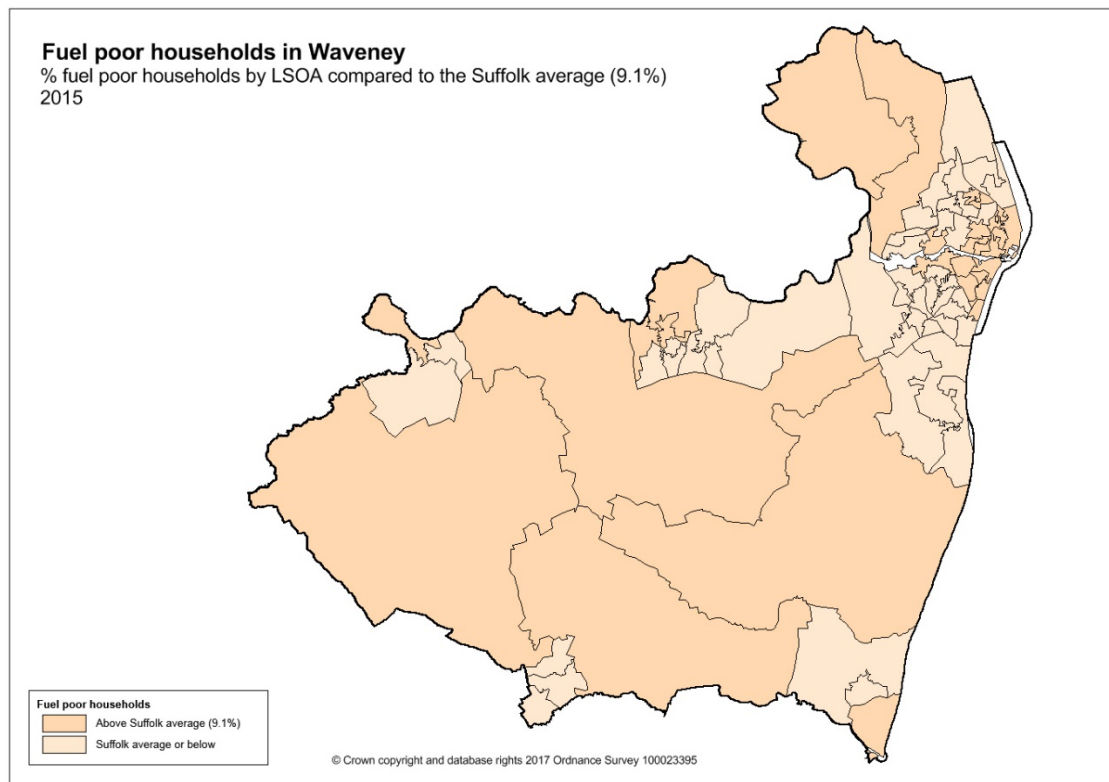 Fuel poor households in Waveney
% fuel poor households by LSOA compared to the Suffolk average (9.1%)
2015
Fuel poor households
Above Suffolk average (9.1%)
Suffolk average or below
© Crown copyright and database rights 2017 Ordnance Survey 100023395